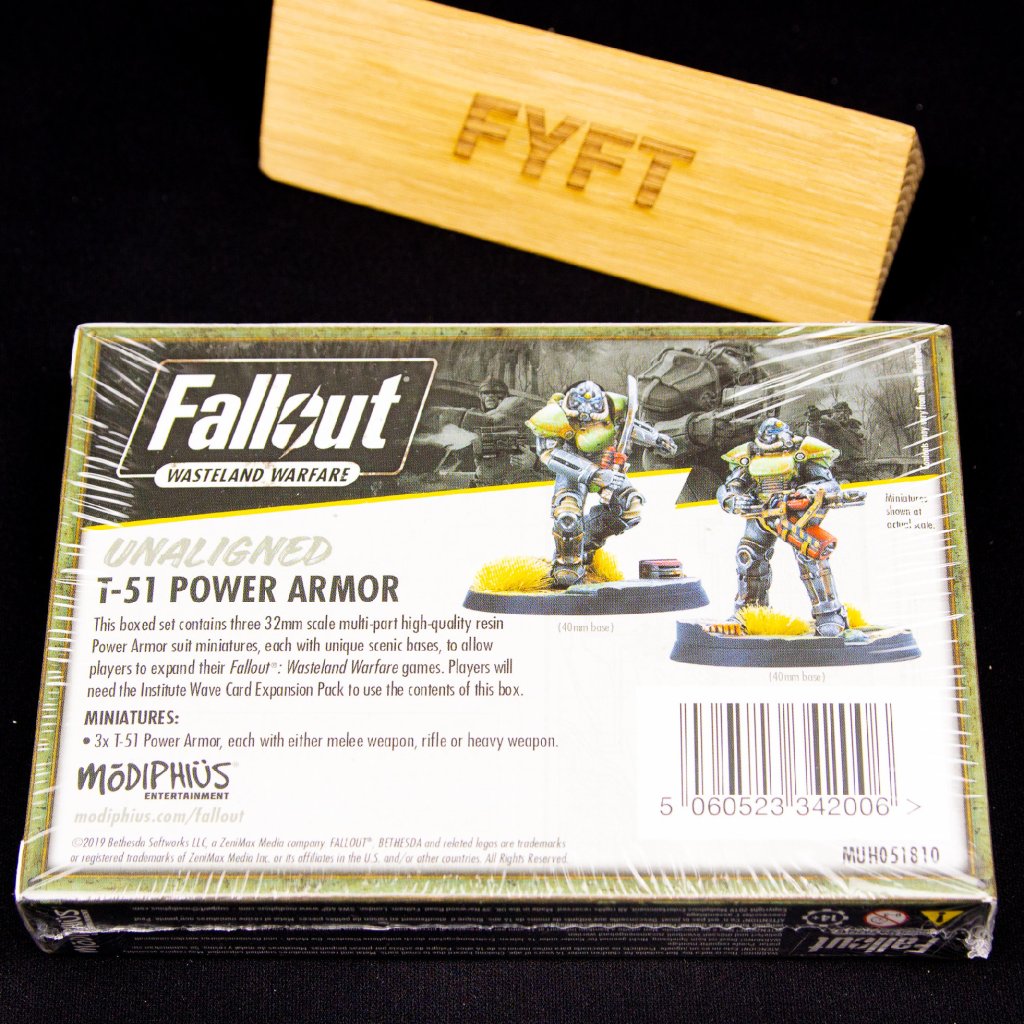 FYFT
Fallout
WASTELAND WARFARE
Miniatures
shown at
actual scale.
UNALIGNED
T-51 POWER ARMOR
This boxed set contains three 32mm scale multi-part high-quality resin
Power Armor suit miniatures, each with unique scenic bases, to allow
players to expand their Fallout®: Wasteland Warfare games. Players will
need the Institute Wave Card Expansion Pack to use the contents of this box.
(40mm base)
(40mm base)
MINIATURES:
• 3x T-51 Power Armor, each with either melee weapon, rifle or heavy weapon.
MōDIPHIÜS®
ENTERTAINMENT
modiphius.com/fallout
5 060523 342006 >
©2019 Bethesda Softworks LLC, a ZeniMax Media company. FALLOUT®, BETHESDA and related logos are trademarks
or registered trademarks of ZeniMax Media Inc. or its affiliates in the U.S. and/or other countries. All Rights Reserved.
MUH051810
MōDIPHIÜS
Fallout